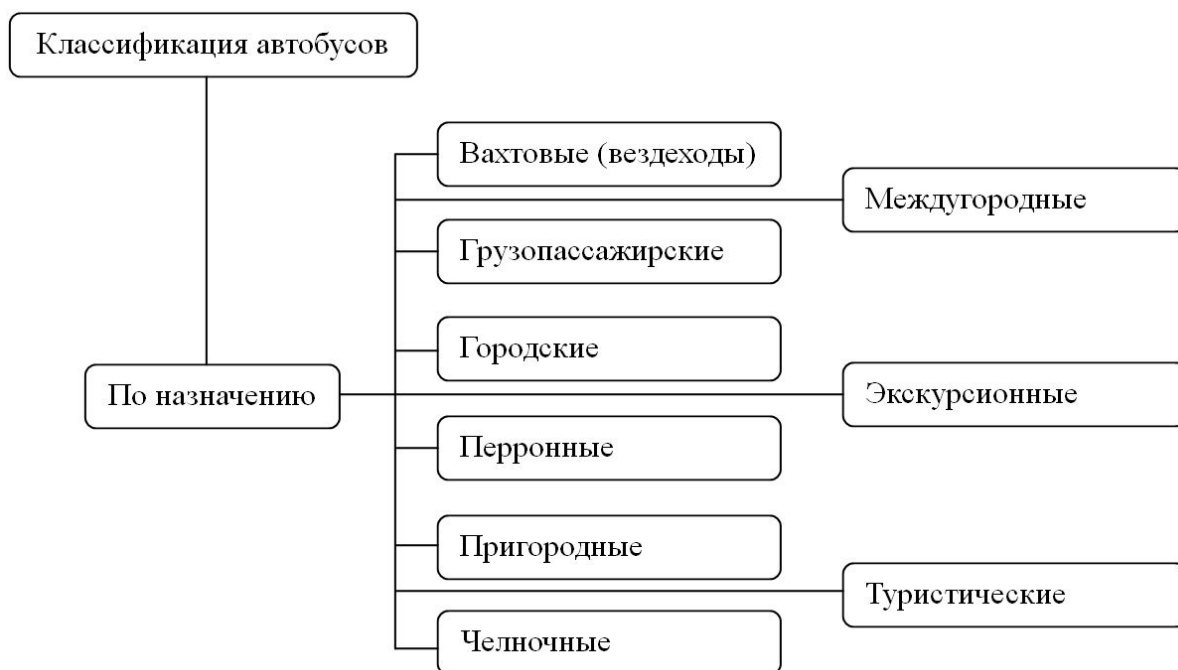 Классификация автобусов
Вахтовые (вездеходы)
Междугородные
Грузопассажирские
Городские
По назначению
Экскурсионные
Перронные
Пригородные
Туристические
Челночные